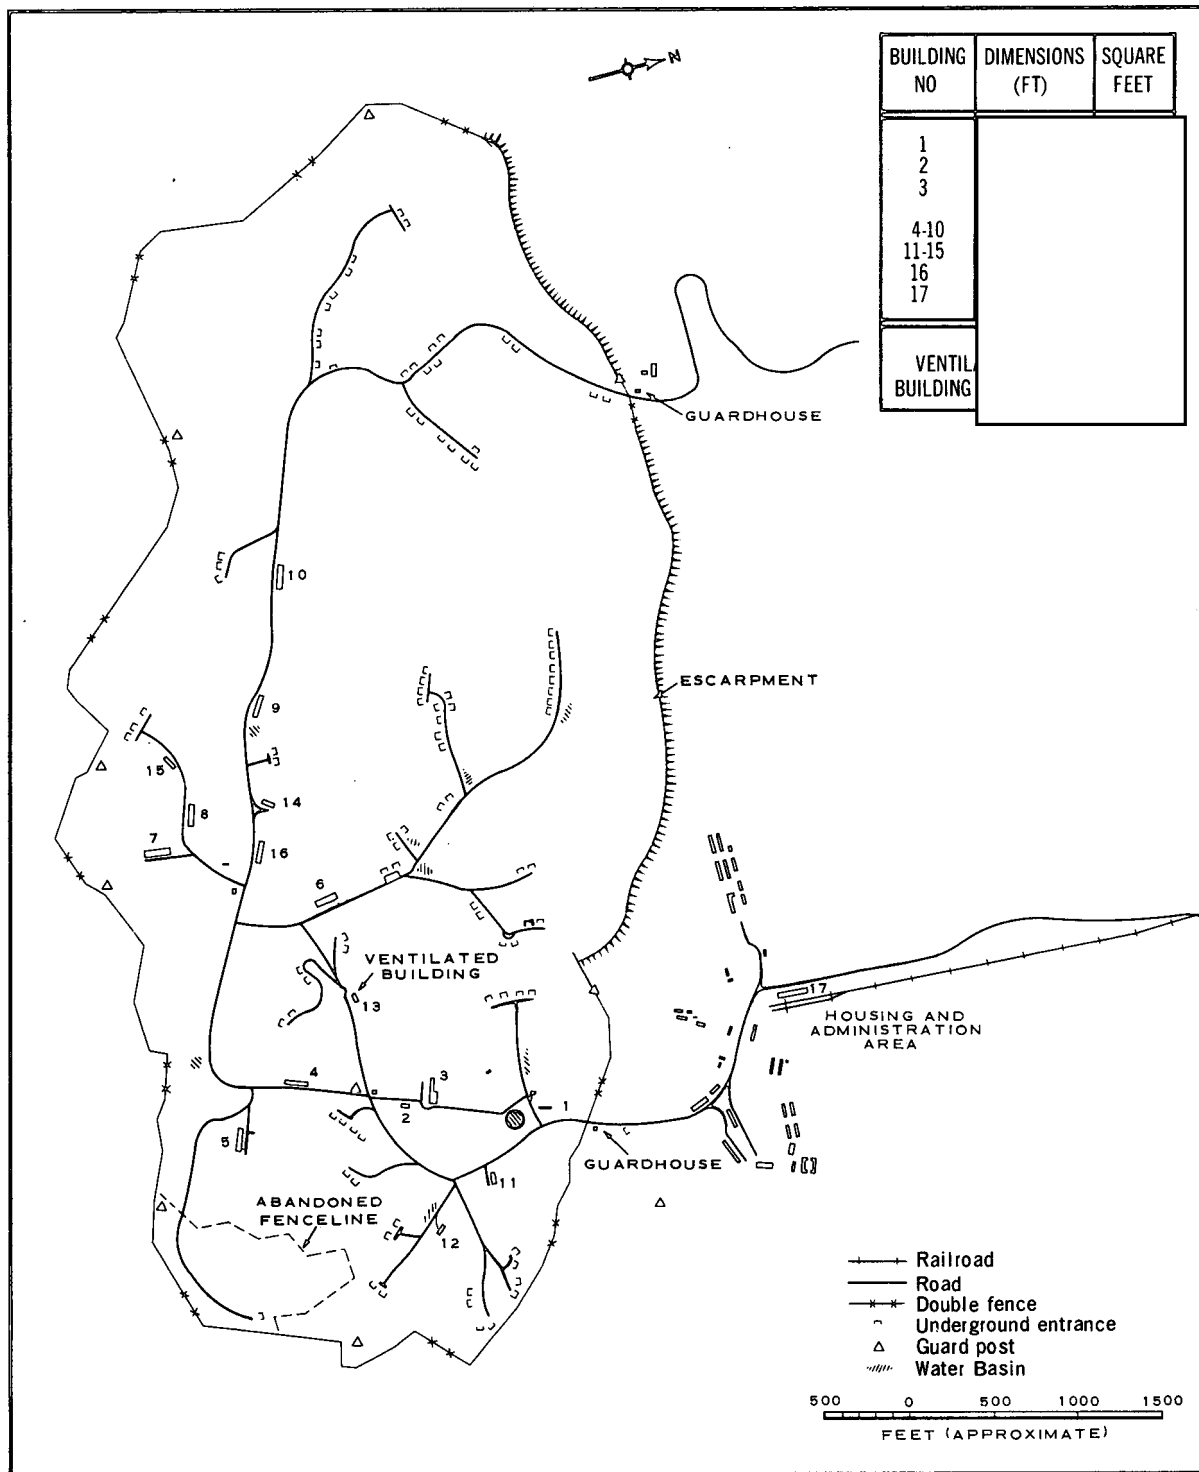 N
BUILDING NO
DIMENSIONS (FT)
SQUARE FEET
1
2
3
4-10
11-15
16
17
VENTIL
BUILDING
GUARDHOUSE
10
ESCARPMENT
9
15
14
8
7
16
6
VENTILATED
BUILDING
13
17
HOUSING AND
ADMINISTRATION
AREA
4
3
2
1
5
GUARDHOUSE
11
ABANDONED
FENCELINE
12
Railroad
Road
Double fence
Underground entrance
Guard post
Water Basin
500 0 500 1000 1500
FEET (APPROXIMATE)